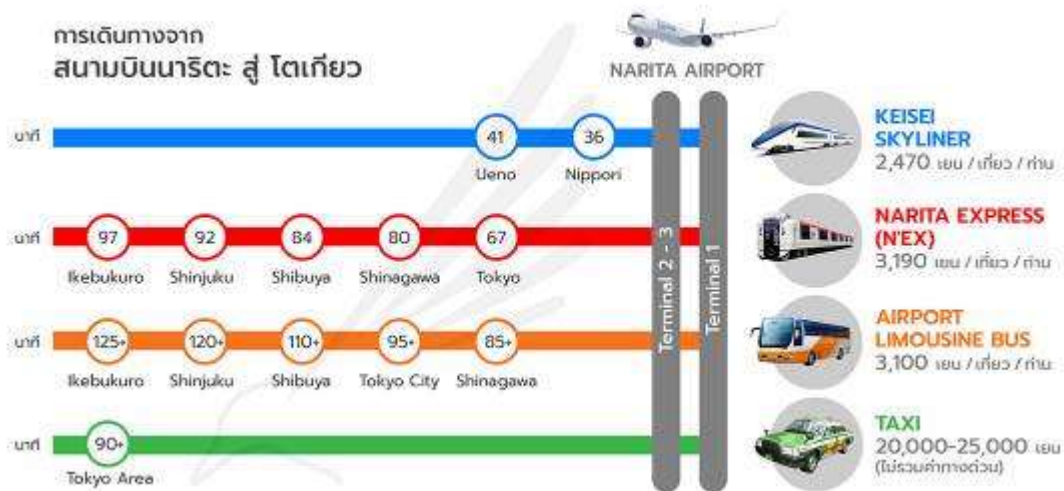 การเดินทางจาก
สนามบินนาริตะ สู่ โตเกียว
NARITA AIRPORT
นาที
41
36
Ueno
Nippori
KEISEI
SKYLINER
2,470 เยน / เที่ยว / ท่าน
นาที
97
92
84
80
67
Ikebukuro
Shinjuku
Shibuya
Shinagawa
Tokyo
NARITA EXPRESS
(N'EX)
3,190 เยน / เที่ยว / ท่าน
Terminal 2 - 3
Terminal 1
นาที
125+
120+
110+
95+
85+
Ikebukuro
Shinjuku
Shibuya
Tokyo City
Shinagawa
AIRPORT
LIMOUSINE BUS
3,100 เยน / เที่ยว / ท่าน
นาที
90+
Tokyo Area
TAXI
20,000-25,000 เยน
(ไม่รวมค่าทางด่วน)